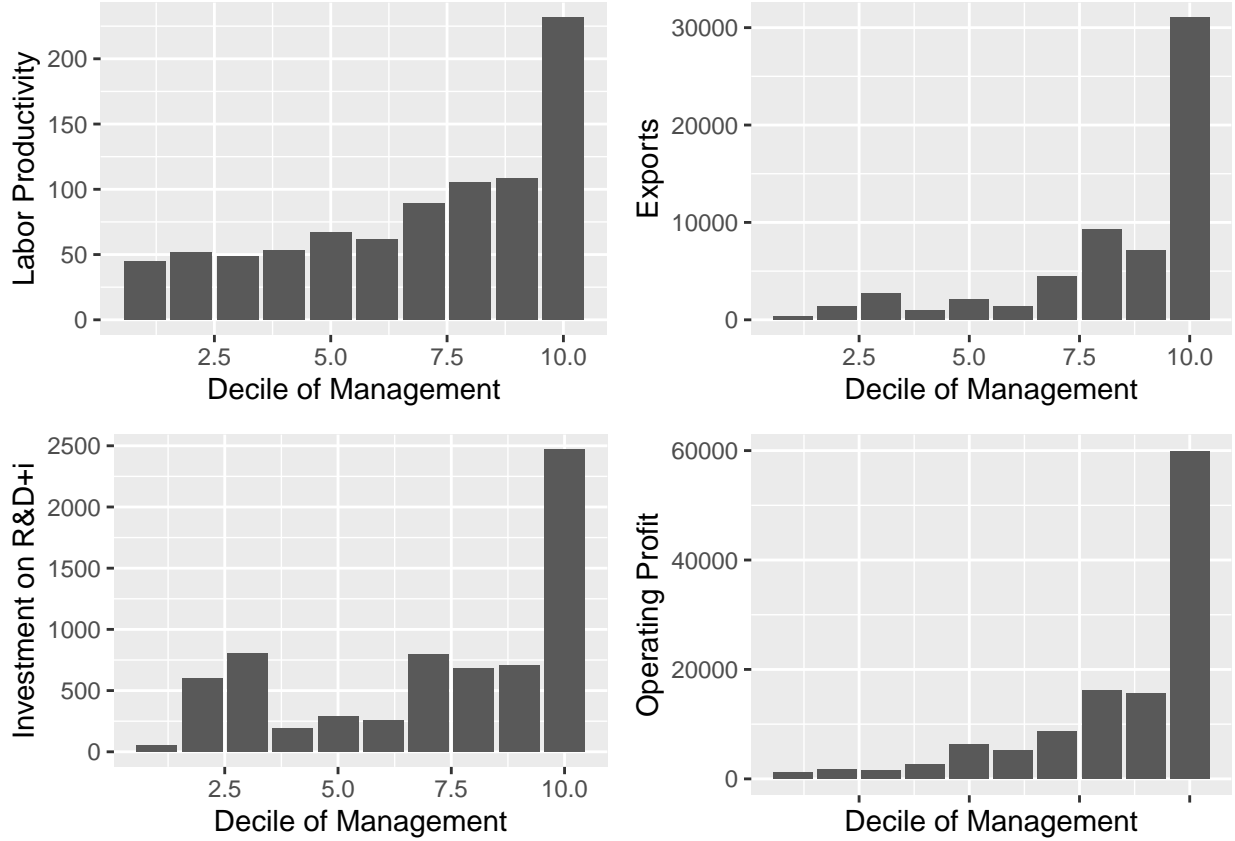 Labor Productivity
200
150
100
50
0
2.5 5.0 7.5 10.0
Decile of Management
Exports
30000
20000
10000
0
2.5 5.0 7.5 10.0
Decile of Management
Investment on R&D+i
2500
2000
1500
1000
500
0
2.5 5.0 7.5 10.0
Decile of Management
Operating Profit
60000
40000
20000
0
Decile of Management